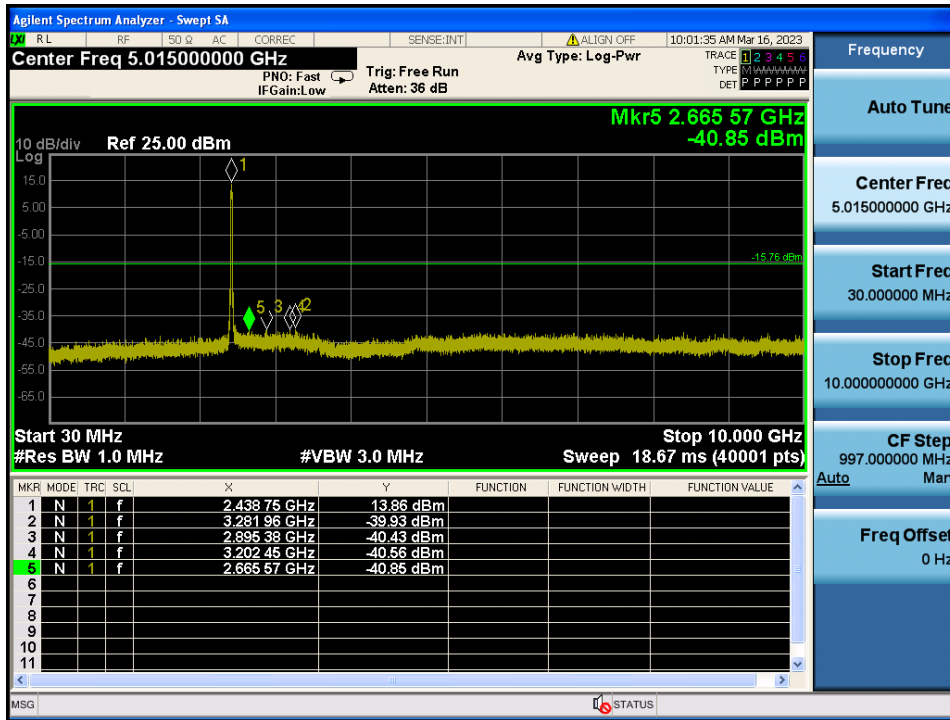 Agilent Spectrum Analyzer - Swept SA
LXI RL RF 50 Ω AC CORREC SENSE:INT ALIGN OFF 10:01:35 AM Mar 16, 2023
Center Freq 5.015000000 GHz
PNO: Fast
IFGain:Low
Trig: Free Run
Atten: 36 dB
Avg Type: Log-Pwr
TRACE 1 2 3 4 5 6
TYPE M
DET P P P P P P
Mkr5 2.665 57 GHz
-40.85 dBm
10 dB/div Ref 25.00 dBm
Log
15.0
5.00
-5.00
-15.0
-25.0
-35.0
-45.0
-55.0
-65.0
-15.76 dBm
1
5 3 4 2
Start 30 MHz Stop 10.000 GHz
#Res BW 1.0 MHz #VBW 3.0 MHz Sweep 18.67 ms (40001 pts)
MKR MODE TRC SCL X Y FUNCTION FUNCTION WIDTH FUNCTION VALUE
1 N 1 f 2.438 75 GHz 13.86 dBm
2 N 1 f 3.281 96 GHz -39.93 dBm
3 N 1 f 2.895 38 GHz -40.43 dBm
4 N 1 f 3.202 45 GHz -40.56 dBm
5 N 1 f 2.665 57 GHz -40.85 dBm
6
7
8
9
10
11
MSG STATUS
Frequency
Auto Tune
Center Freq
5.015000000 GHz
Start Freq
30.000000 MHz
Stop Freq
10.000000000 GHz
CF Step
997.000000 MHz
Auto Man
Freq Offset
0 Hz